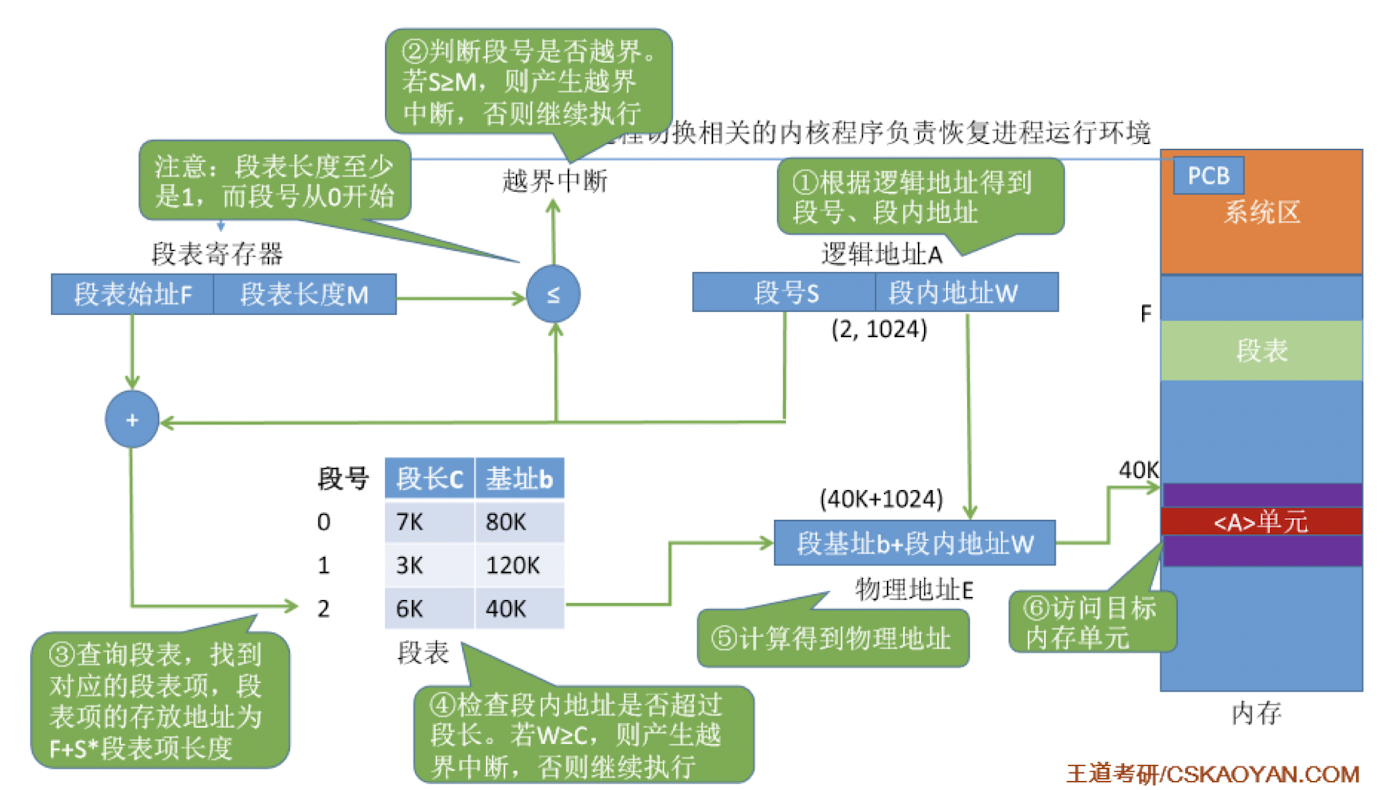 ②判断段号是否越界。
若S≥M，则产生越界
中断，否则继续执行
程切换相关的内核程序负责恢复进程运行环境
注意：段表长度至少
是1，而段号从0开始
越界中断
①根据逻辑地址得到
段号、段内地址
PCB
系统区
段表寄存器
逻辑地址A
段表始址F
段表长度M
≤
段号S
段内地址W
(2, 1024)
F
段表
+
段号
段长C
基址b
0
7K
80K
1
3K
120K
2
6K
40K
段表
(40K+1024)
段基址b+段内地址W
物理地址E
40K
<A>单元
③查询段表，找到
对应的段表项，段
表项的存放地址为
F+S*段表项长度
④检查段内地址是否超过
段长。若W≥C，则产生越
界中断，否则继续执行
⑤计算得到物理地址
⑥访问目标
内存单元
内存
王道考研/CSKAOYAN.COM